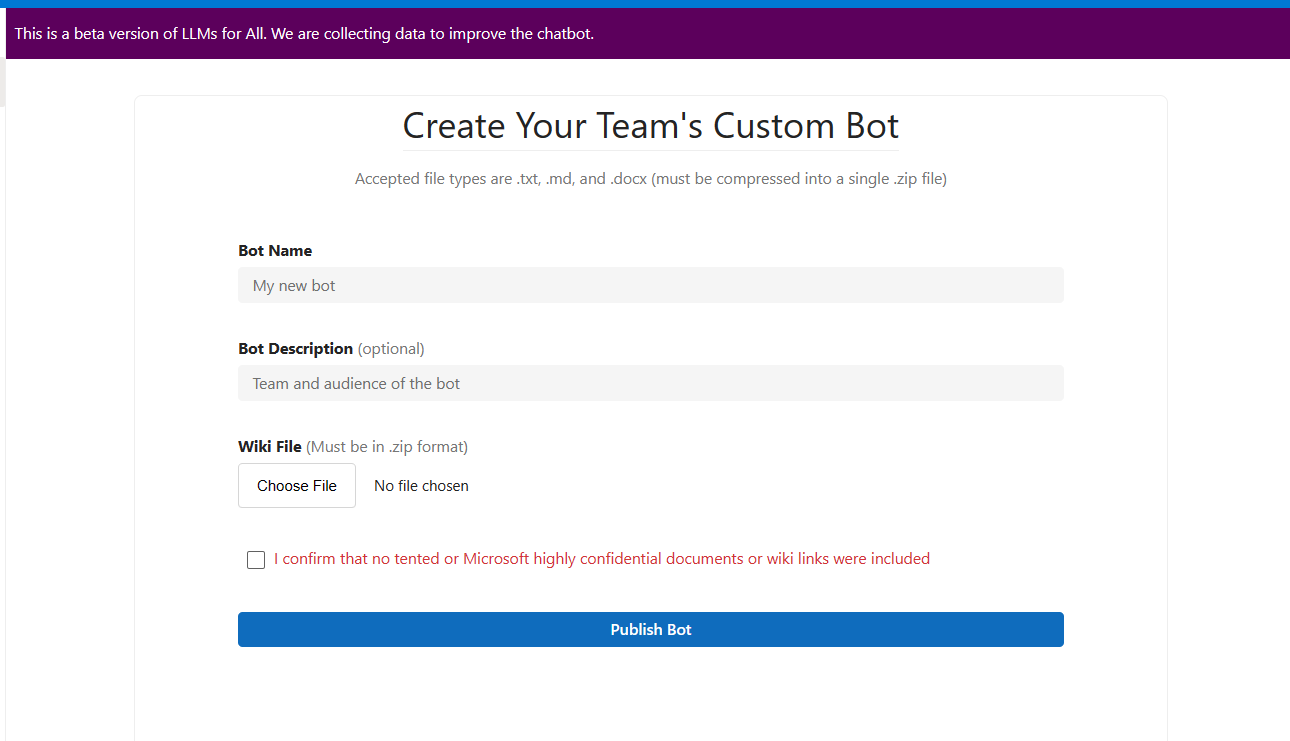 This is a beta version of LLMs for All. We are collecting data to improve the chatbot.
Create Your Team's Custom Bot
Accepted file types are .txt, .md, and .docx (must be compressed into a single .zip file)
Bot Name
My new bot
Bot Description (optional)
Team and audience of the bot
Wiki File (Must be in .zip format)
Choose File No file chosen
I confirm that no tented or Microsoft highly confidential documents or wiki links were included
Publish Bot